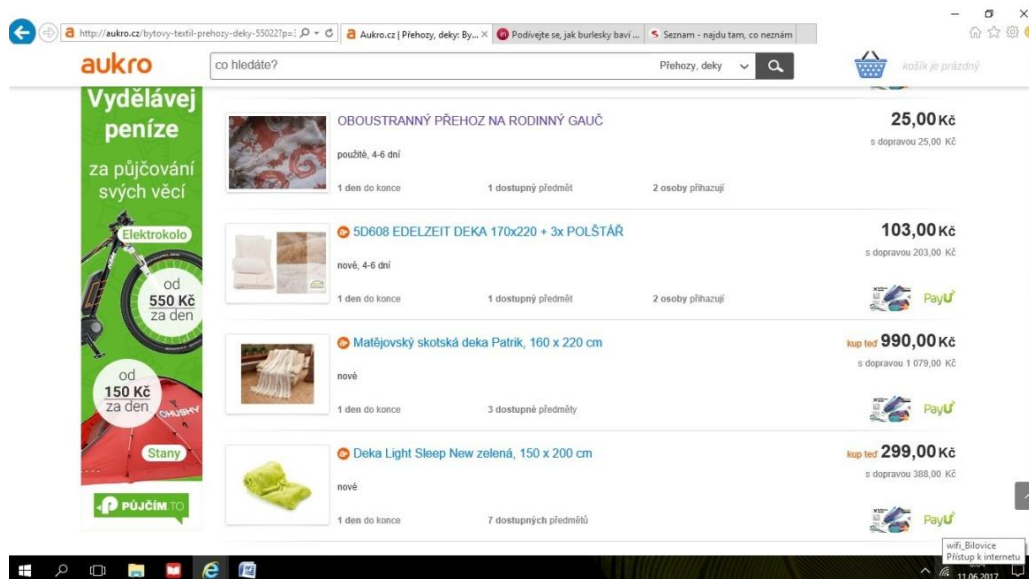 http://aukro.cz/bytovy-textil-prehozy-deky-55022?p=
Aukro.cz | Přehozy, deky: By...
Podívejte se, jak burlesky baví ...
Seznam - najdu tam, co neznám
aukro
co hledáte?
Přehozy, deky
košík je prázdný
Vydělávej
peníze
za půjčování
svých věcí
Elektrokolo
od
550 Kč
za den
od
150 Kč
za den
HUSKY
Stany
PŮJČÍM.TO
OBOUSTRANNÝ PŘEHOZ NA RODINNÝ GAUČ
25,00 Kč
použité, 4-6 dní
s dopravou 25,00 Kč
1 den do konce
1 dostupný předmět
2 osoby přihazují
5D608 EDELZEIT DEKA 170x220 + 3x POLŠTÁŘ
103,00 Kč
nové, 4-6 dní
s dopravou 203,00 Kč
1 den do konce
1 dostupný předmět
2 osoby přihazují
PayU
Matějovský skotská deka Patrik, 160 x 220 cm
kup teď 990,00 Kč
nové
s dopravou 1 079,00 Kč
1 den do konce
3 dostupné předměty
PayU
Deka Light Sleep New zelená, 150 x 200 cm
kup teď 299,00 Kč
nové
s dopravou 388,00 Kč
1 den do konce
7 dostupných předmětů
PayU
wifi_Bilovice
Přístup k internetu
11.06.2017